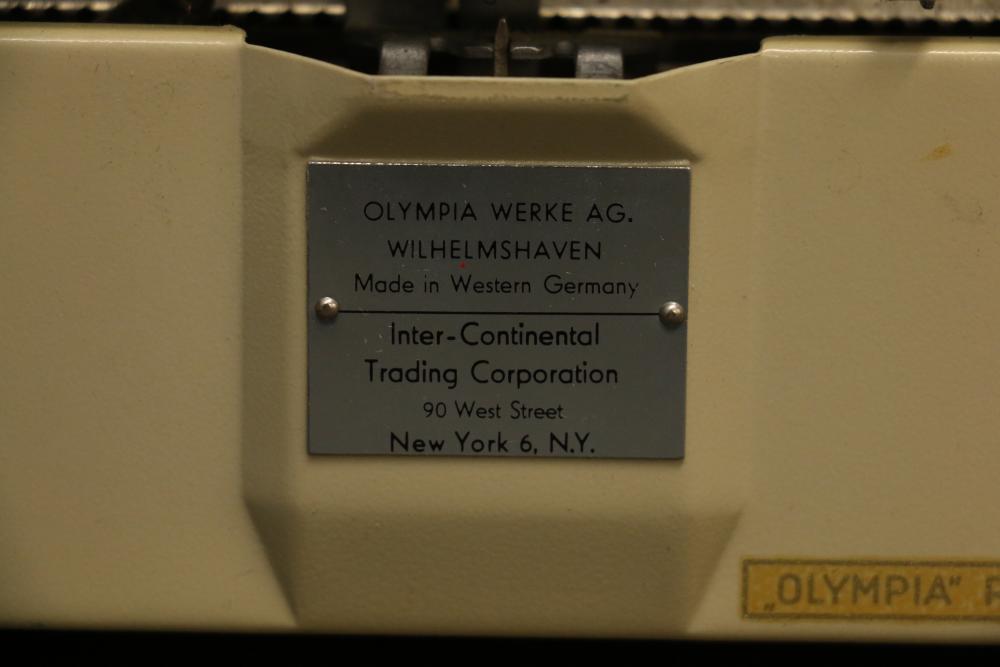 OLYMPIA WERKE AG.
WILHELMSHAVEN
Made in Western Germany
Inter-Continental
Trading Corporation
90 West Street
New York 6, N.Y.
„OLYMPIA“